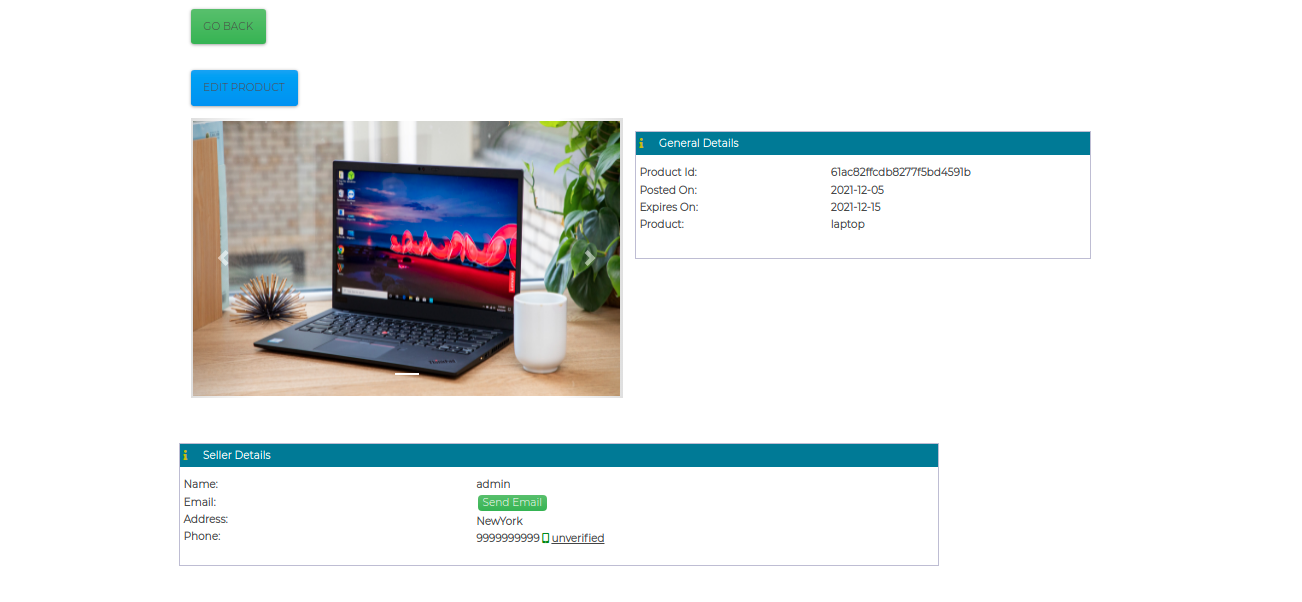 GO BACK
EDIT PRODUCT
General Details
Product Id: 61ac82ffcdb8277f5bd4591b
Posted On: 2021-12-05
Expires On: 2021-12-15
Product: laptop
Seller Details
Name: admin
Email: Send Email
Address: NewYork
Phone: 9999999999 unverified